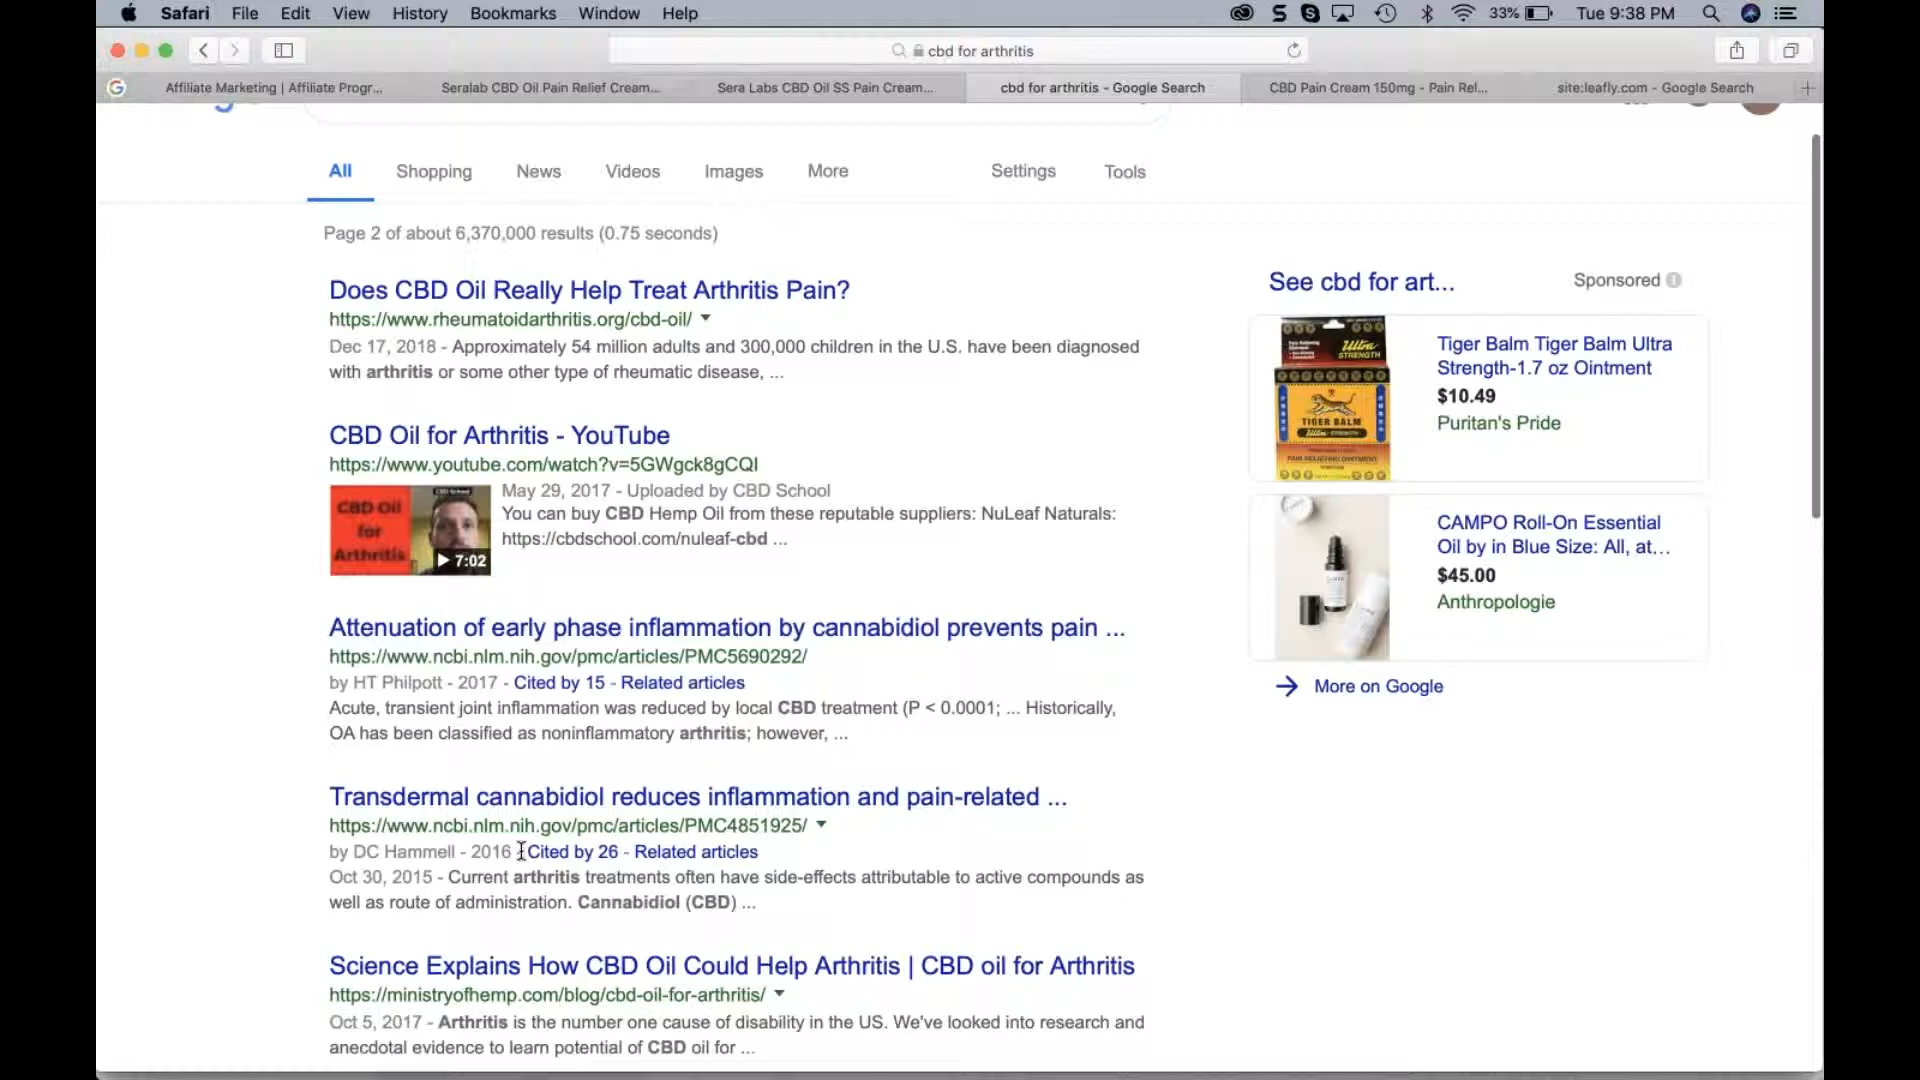 Safari File Edit View History Bookmarks Window Help 33% Tue 9:38 PM
cbd for arthritis
Affiliate Marketing | Affiliate Progr... Seralab CBD Oil Pain Relief Cream... Sera Labs CBD Oil SS Pain Cream... cbd for arthritis - Google Search CBD Pain Cream 150mg - Pain Rel... site:leafly.com - Google Search
All Shopping News Videos Images More Settings Tools
Page 2 of about 6,370,000 results (0.75 seconds)
Does CBD Oil Really Help Treat Arthritis Pain?
https://www.rheumatoidarthritis.org/cbd-oil/
Dec 17, 2018 - Approximately 54 million adults and 300,000 children in the U.S. have been diagnosed
with arthritis or some other type of rheumatic disease, ...
CBD Oil for Arthritis - YouTube
https://www.youtube.com/watch?v=5GWgck8gCQI
CBD Oil
for
Arthritis
CBD School
7:02
May 29, 2017 - Uploaded by CBD School
You can buy CBD Hemp Oil from these reputable suppliers: NuLeaf Naturals:
https://cbdschool.com/nuleaf-cbd ...
Attenuation of early phase inflammation by cannabidiol prevents pain ...
https://www.ncbi.nlm.nih.gov/pmc/articles/PMC5690292/
by HT Philpott - 2017 - Cited by 15 - Related articles
Acute, transient joint inflammation was reduced by local CBD treatment (P < 0.0001; ... Historically,
OA has been classified as noninflammatory arthritis; however, ...
Transdermal cannabidiol reduces inflammation and pain-related ...
https://www.ncbi.nlm.nih.gov/pmc/articles/PMC4851925/
by DC Hammell - 2016 - Cited by 26 - Related articles
Oct 30, 2015 - Current arthritis treatments often have side-effects attributable to active compounds as
well as route of administration. Cannabidiol (CBD) ...
Science Explains How CBD Oil Could Help Arthritis | CBD oil for Arthritis
https://ministryofhemp.com/blog/cbd-oil-for-arthritis/
Oct 5, 2017 - Arthritis is the number one cause of disability in the US. We've looked into research and
anecdotal evidence to learn potential of CBD oil for ...
See cbd for art... Sponsored
Ultra
STRENGTH
TIGER BALM
Ultra STRENGTH
PAIN RELIEVING OINTMENT
Tiger Balm Tiger Balm Ultra
Strength-1.7 oz Ointment
$10.49
Puritan's Pride
CAMPO Roll-On Essential
Oil by in Blue Size: All, at...
$45.00
Anthropologie
More on Google